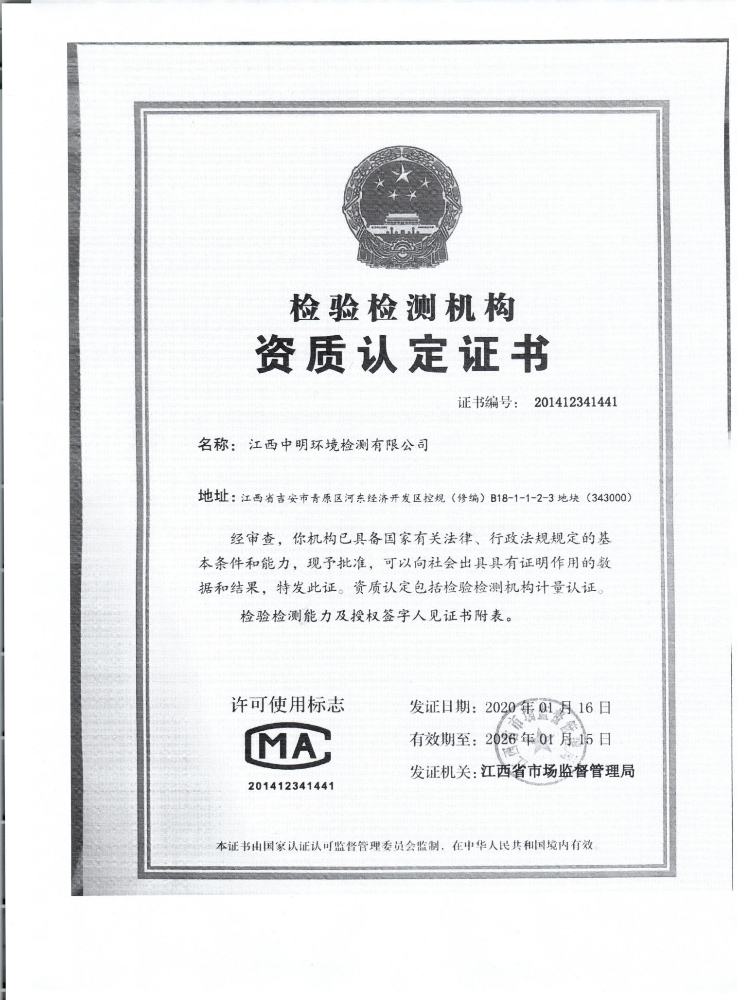 检验检测机构
资质认定证书
证书编号： 201412341441
名称： 江西中明环境检测有限公司
地址：江西省吉安市青原区河东经济开发区控规（修编）B18-1-1-2-3 地块（343000）
经审查，你机构已具备国家有关法律、行政法规规定的基
本条件和能力，现予批准，可以向社会出具具有证明作用的数
据和结果，特发此证。资质认定包括检验检测机构计量认证。
检验检测能力及授权签字人见证书附表。
许可使用标志
MA
201412341441
发证日期：2020 年 01 月 16 日
有效期至：2026 年 01 月 15 日
发证机关：江西省市场监督管理局
江西省市场监督管理局
本证书由国家认证认可监督管理委员会监制，在中华人民共和国境内有效。